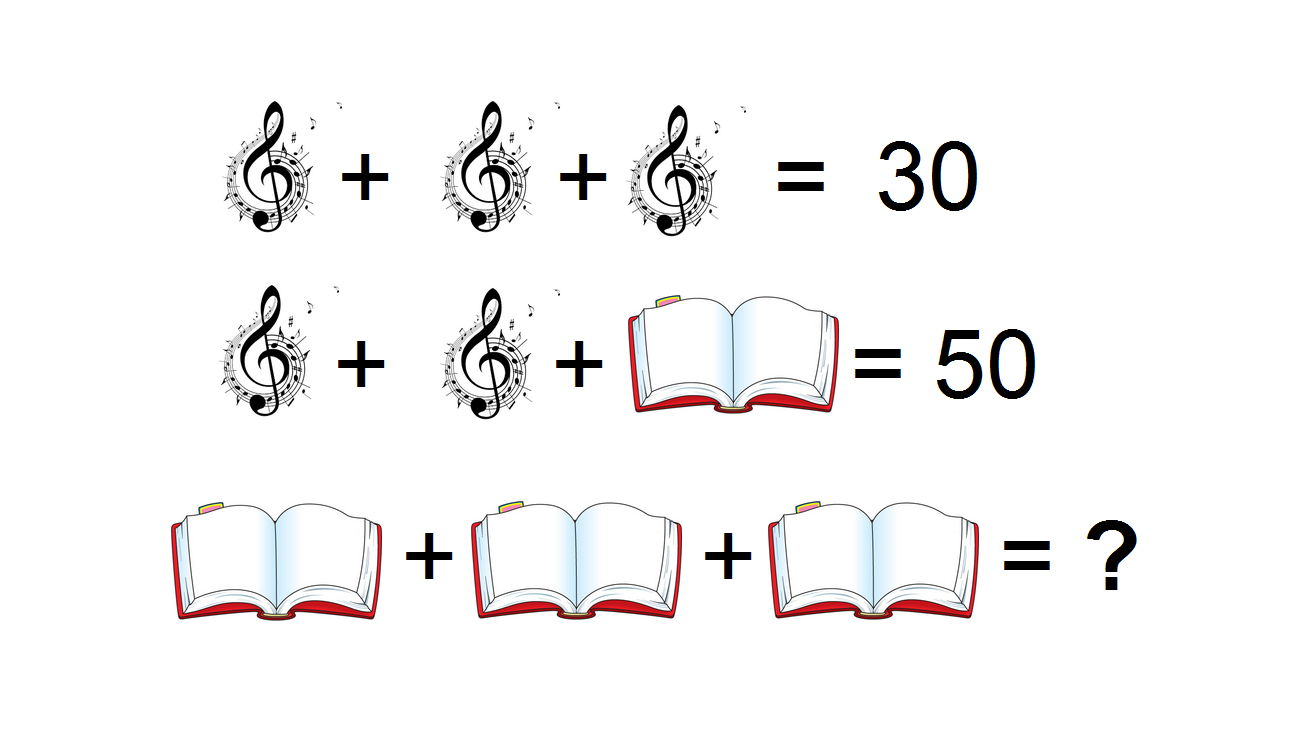 + + = 30
+ + = 50
+ + = ?